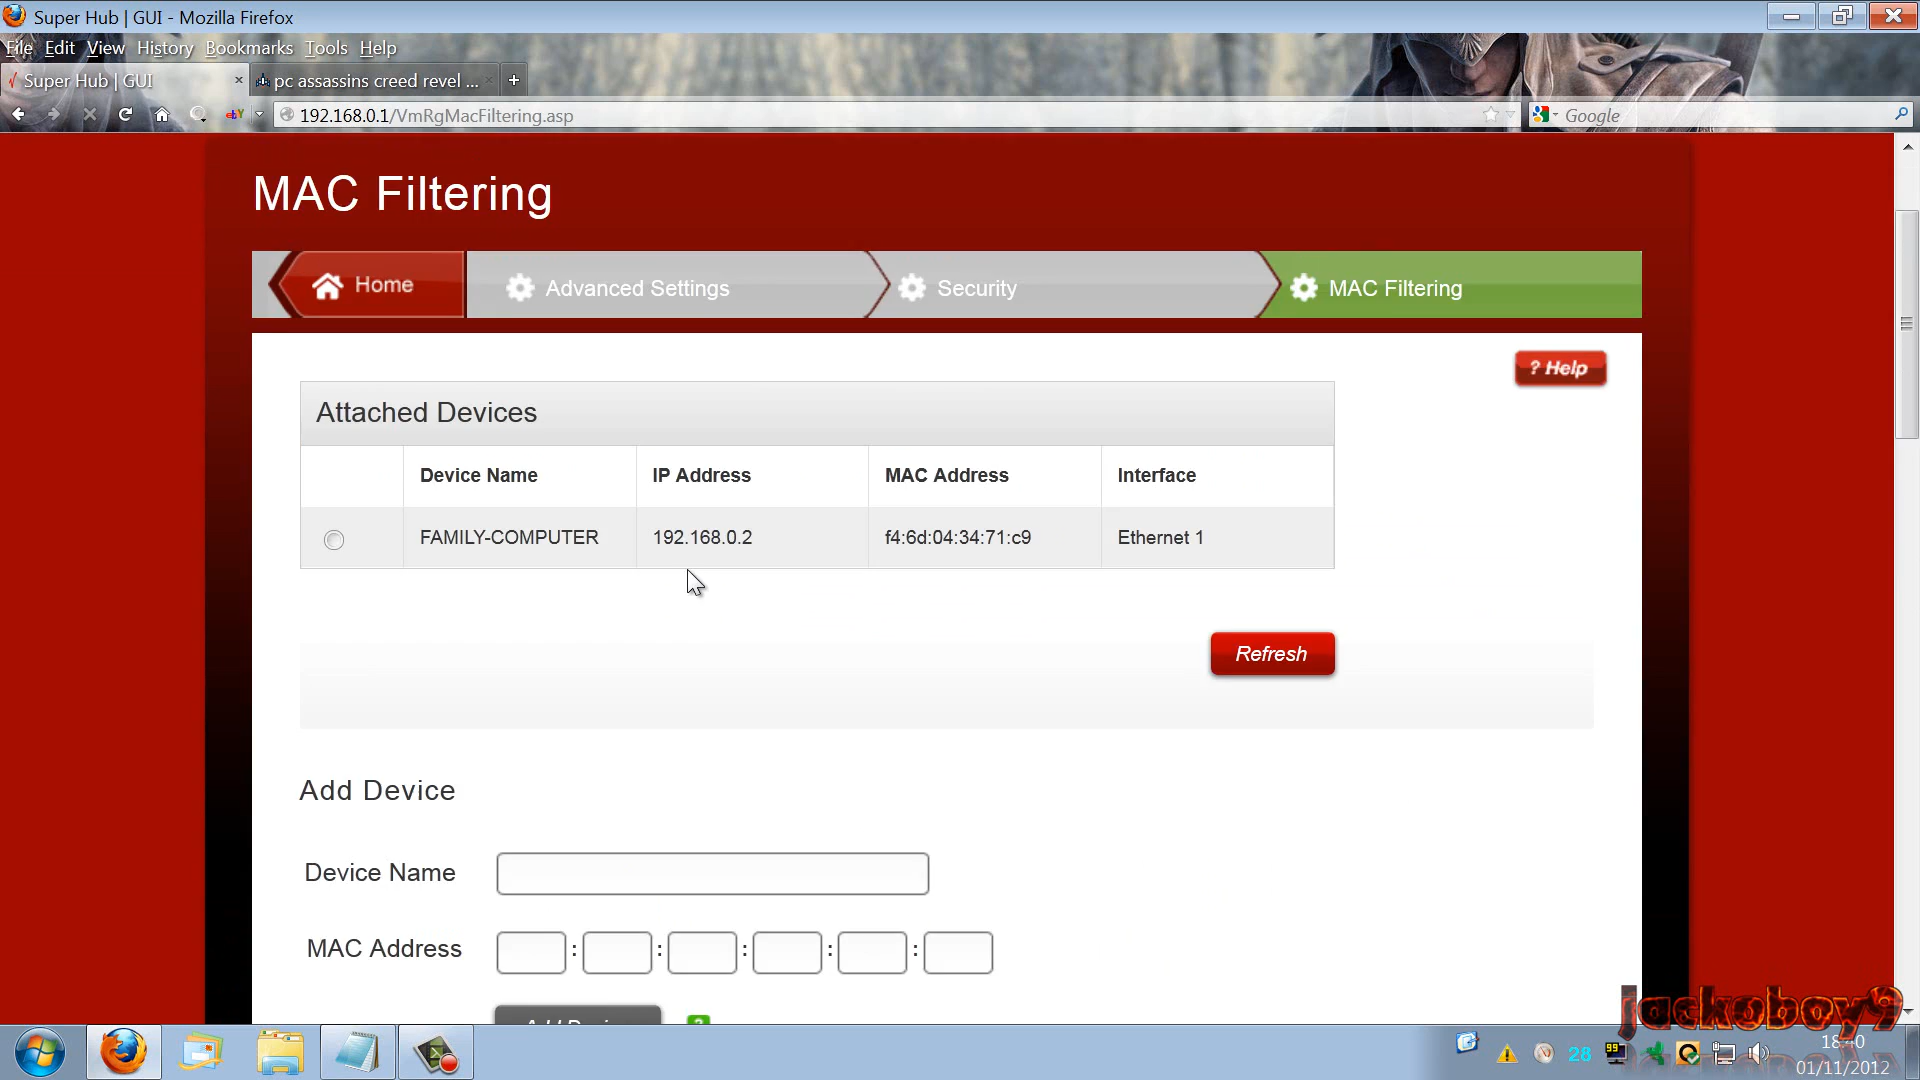 Super Hub | GUI - Mozilla Firefox
File Edit View History Bookmarks Tools Help
Super Hub | GUI
pc assassins creed revel ...
192.168.0.1/VmRgMacFiltering.asp
Google
MAC Filtering
Home
Advanced Settings
Security
MAC Filtering
? Help
Attached Devices
Device Name IP Address MAC Address Interface
FAMILY-COMPUTER 192.168.0.2 f4:6d:04:34:71:c9 Ethernet 1
Refresh
Add Device
Device Name
MAC Address : : : : :
jackoboy9
28
99
18:40
01/11/2012